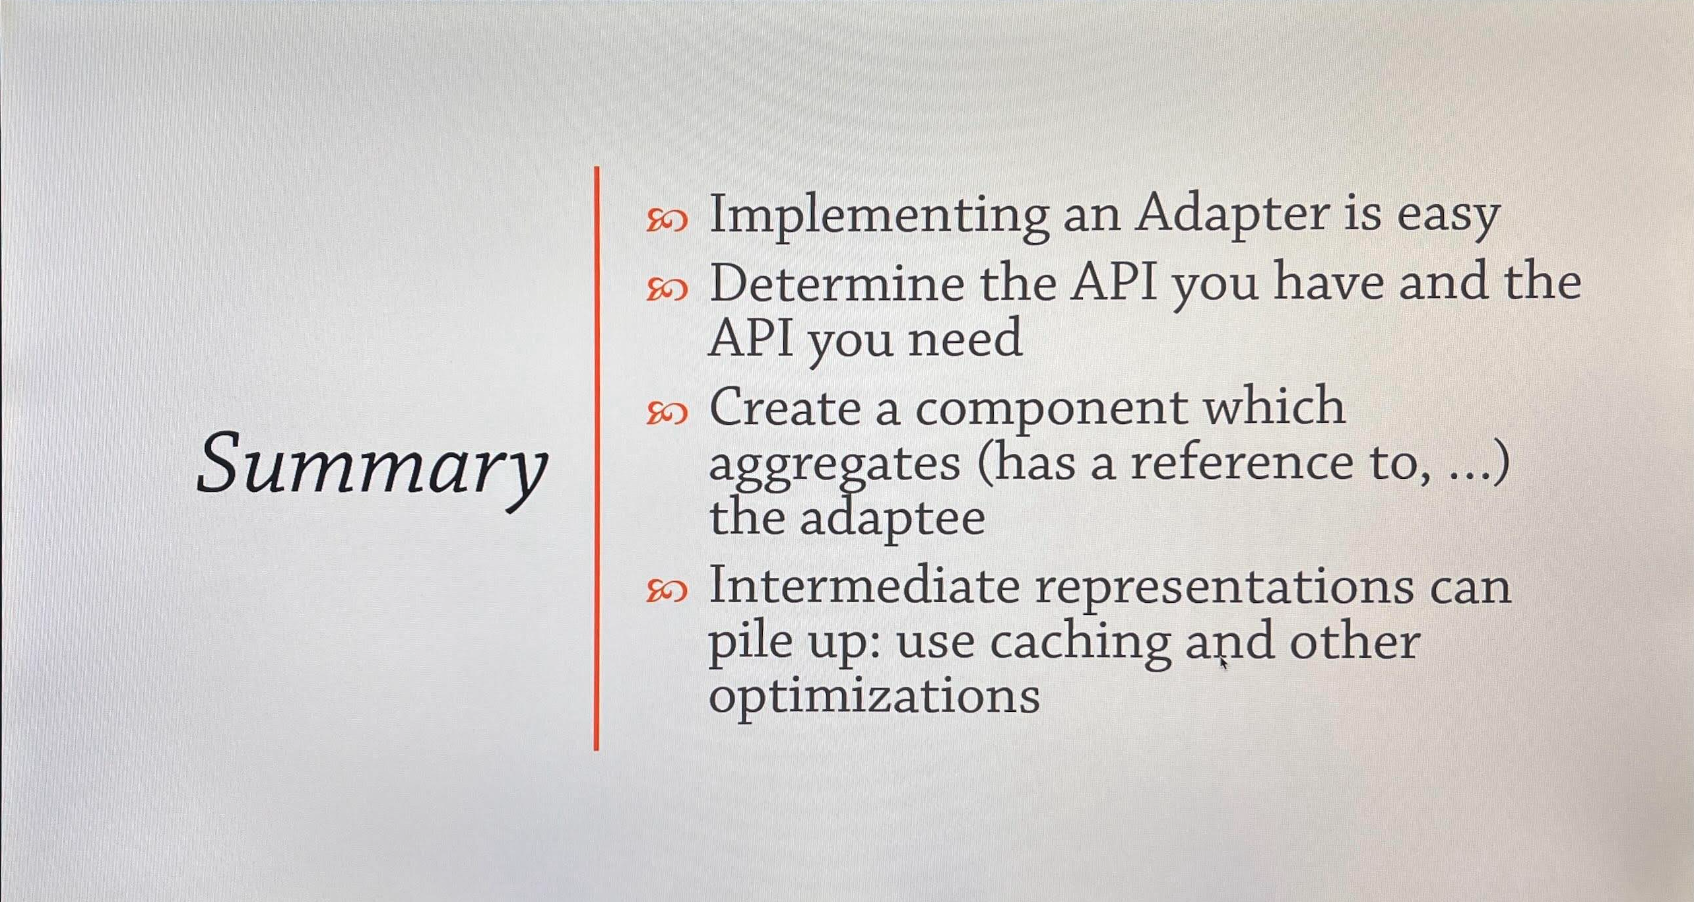 Summary
Implementing an Adapter is easy
Determine the API you have and the
API you need
Create a component which
aggregates (has a reference to, ...)
the adaptee
Intermediate representations can
pile up: use caching and other
optimizations